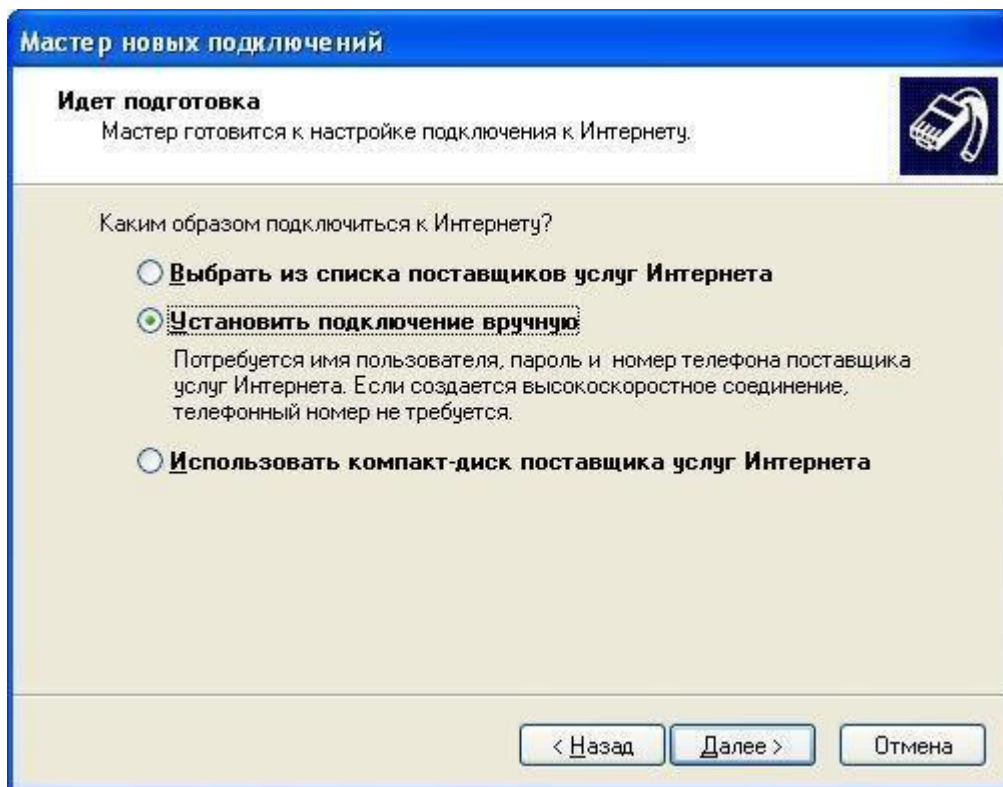 Мастер новых подключений
Идет подготовка
Мастер готовится к настройке подключения к Интернету.
Каким образом подключиться к Интернету?
Выбрать из списка поставщиков услуг Интернета
Установить подключение вручную
Потребуется имя пользователя, пароль и номер телефона поставщика
услуг Интернета. Если создается высокоскоростное соединение,
телефонный номер не требуется.
Использовать компакт-диск поставщика услуг Интернета
< Назад Далее > Отмена